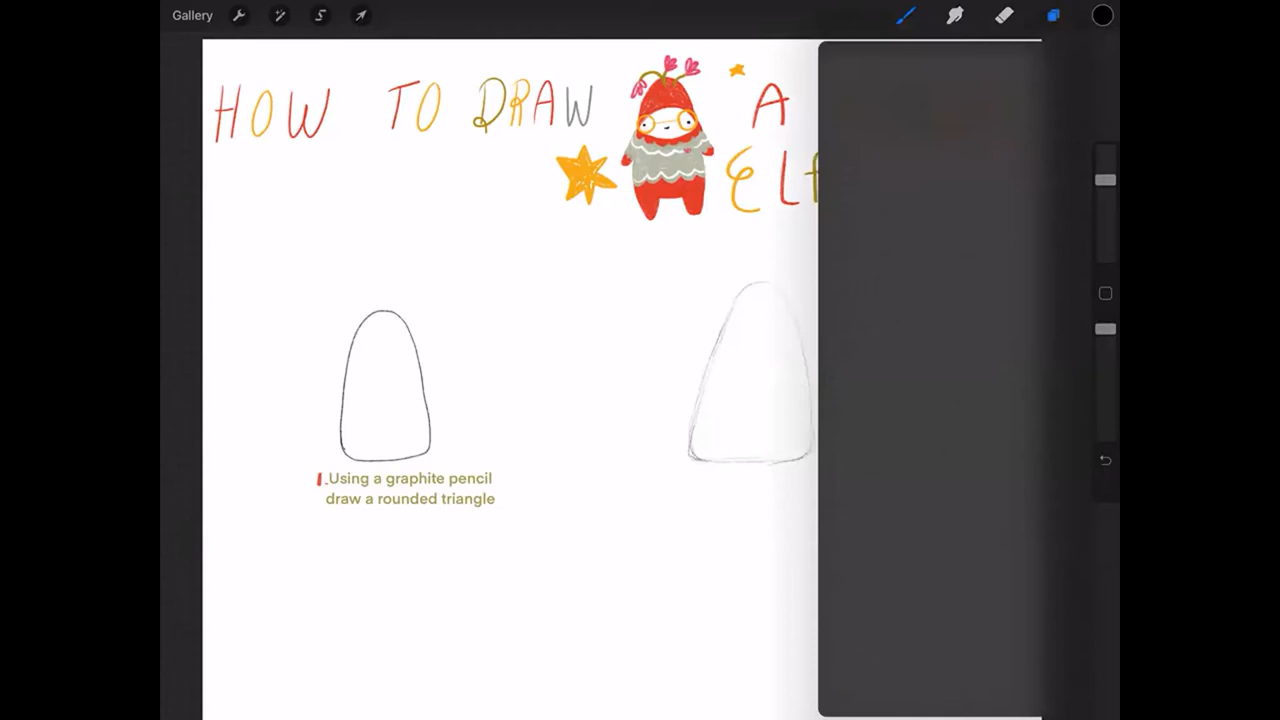 Gallery
HOW TO DRAW A
Elf
1.Using a graphite pencil
draw a rounded triangle